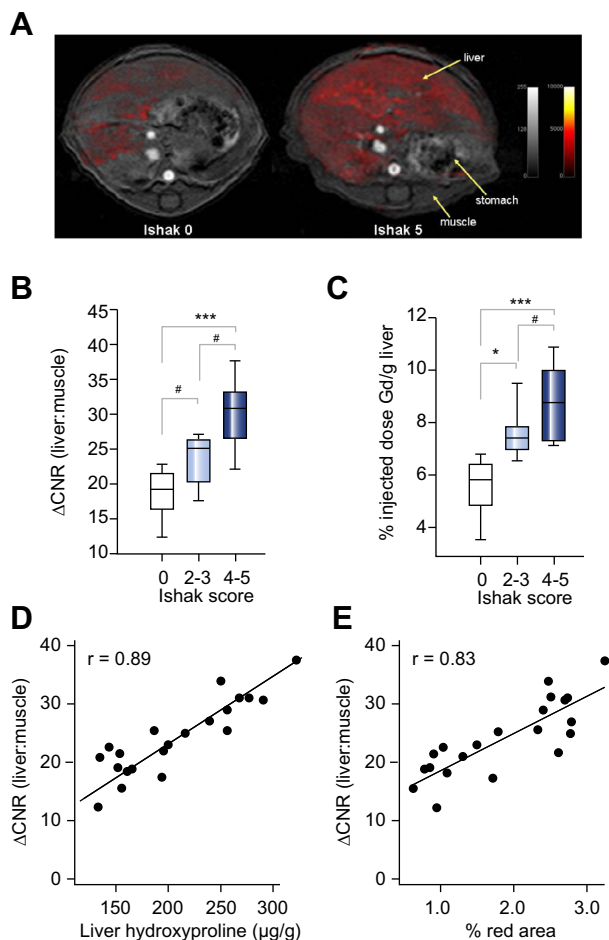 A
liver
255 10000
128 5000
0 0
stomach
muscle
Ishak 0 Ishak 5
B
ΔCNR (liver:muscle)
45
40
35
30
25
20
15
10
***
#
#
0 2-3 4-5
Ishak score
C
% injected dose Gd/g liver
12
10
8
6
4
***
#
*
0 2-3 4-5
Ishak score
D
ΔCNR (liver:muscle)
40
30
20
10
0
r = 0.89
150 200 250 300
Liver hydroxyproline (µg/g)
E
ΔCNR (liver:muscle)
40
30
20
10
0
r = 0.83
1.0 2.0 3.0
% red area